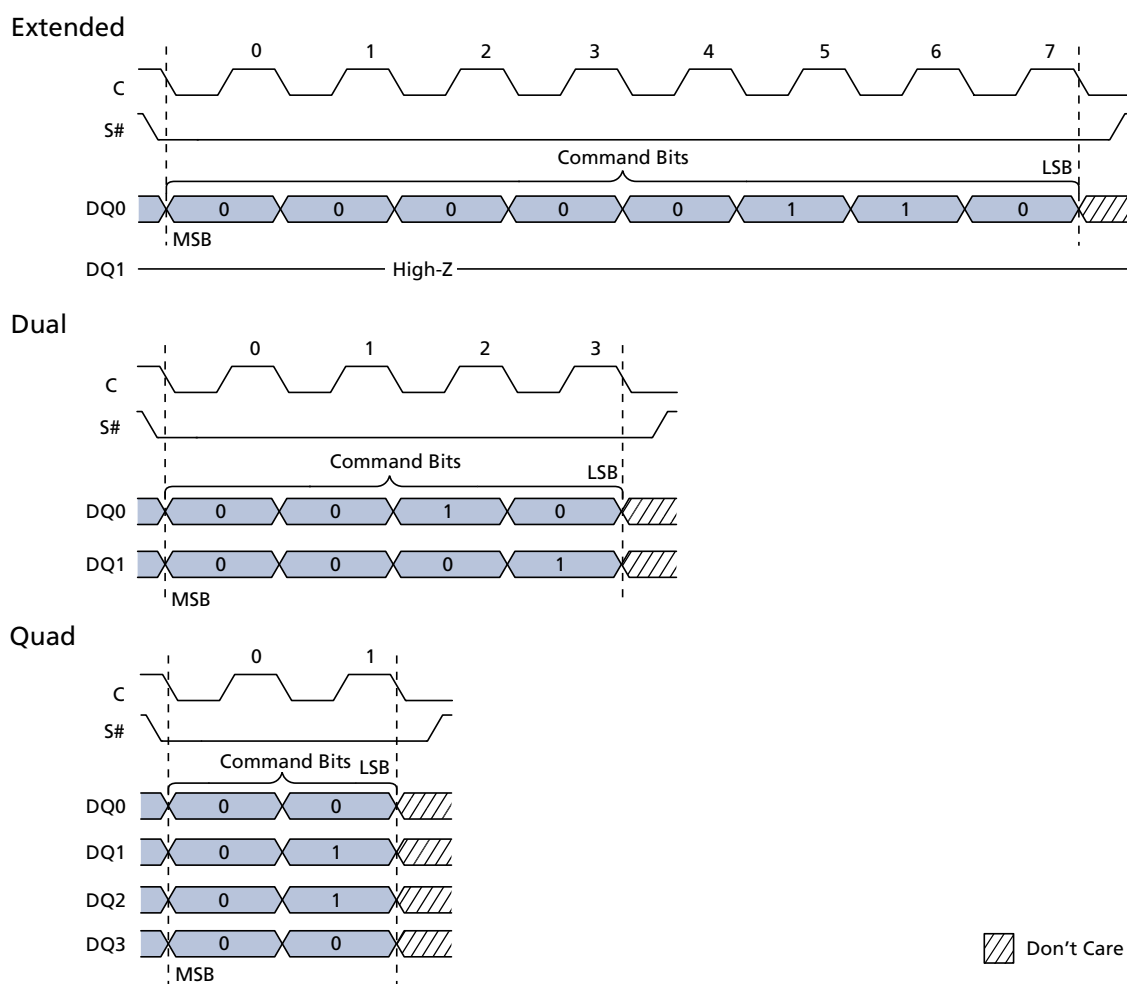 Extended
0 1 2 3 4 5 6 7
C
S#
Command Bits
LSB
DQ0 0 0 0 0 0 1 1 0
MSB
DQ1 High-Z
Dual
0 1 2 3
C
S#
Command Bits
LSB
DQ0 0 0 1 0
DQ1 0 0 0 1
MSB
Quad
0 1
C
S#
Command Bits LSB
DQ0 0 0
DQ1 0 1
DQ2 0 1
DQ3 0 0
MSB
Don't Care